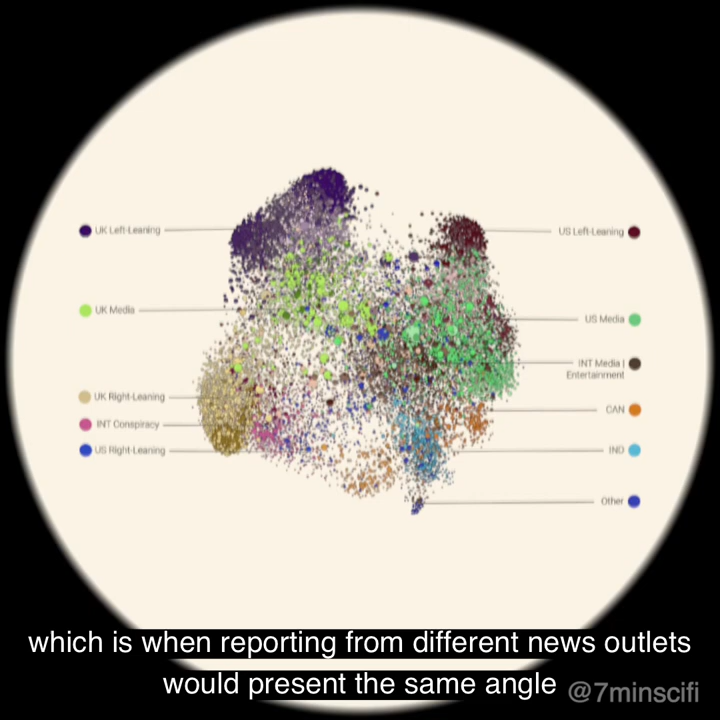 UK Left-Leaning
US Left-Leaning
UK Media
US Media
INT Media |
Entertainment
UK Right-Leaning
CAN
INT Conspiracy
US Right-Leaning
IND
Other
which is when reporting from different news outlets
would present the same angle
@7minscifi